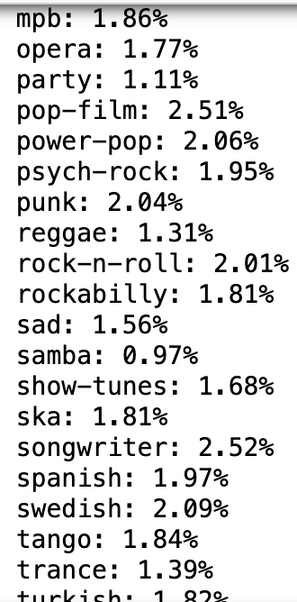 mpb: 1.86%
opera: 1.77%
party: 1.11%
pop-film: 2.51%
power-pop: 2.06%
psych-rock: 1.95%
punk: 2.04%
reggae: 1.31%
rock-n-roll: 2.01%
rockabilly: 1.81%
sad: 1.56%
samba: 0.97%
show-tunes: 1.68%
ska: 1.81%
songwriter: 2.52%
spanish: 1.97%
swedish: 2.09%
tango: 1.84%
trance: 1.39%
turkish: 1.82%